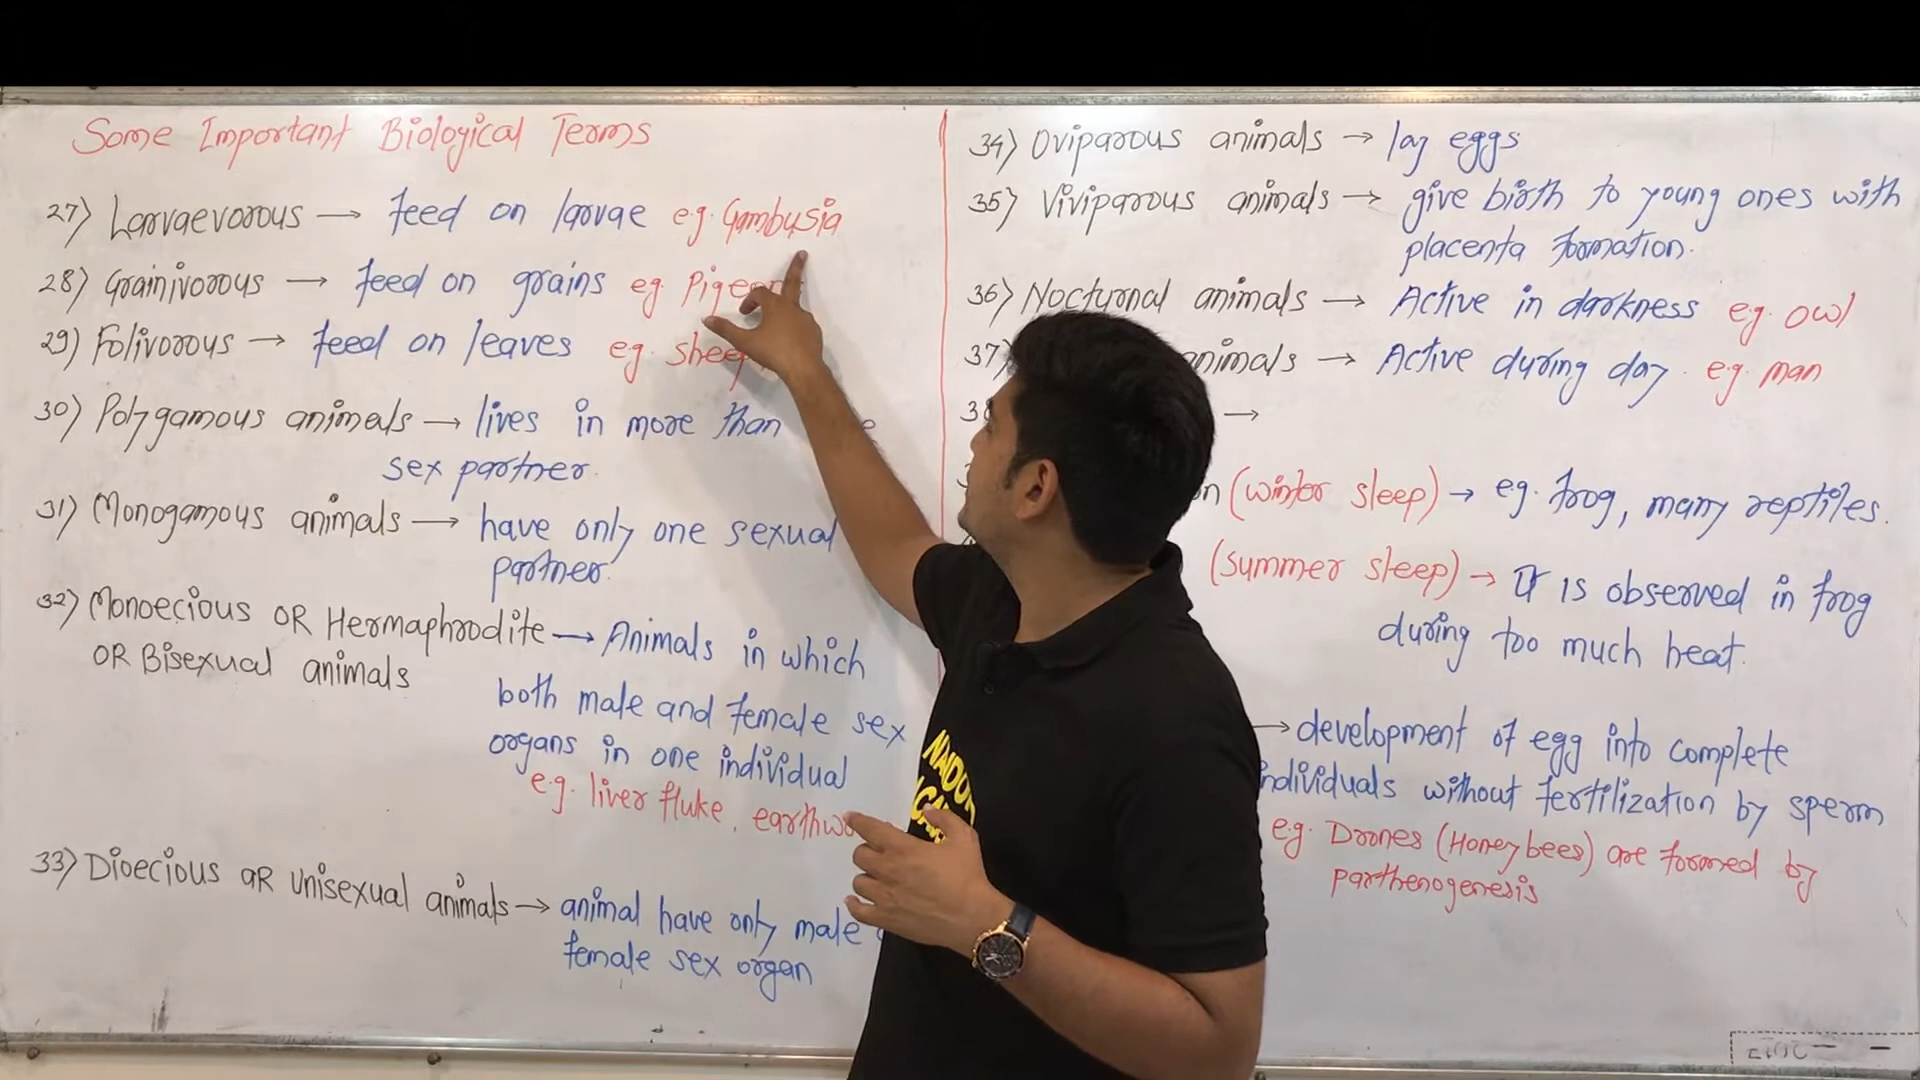 Some Important Biological Terms
27) Larvaevorous → feed on larvae e.g. Gambusia
28) Grainivorous → feed on grains eg. Pigeon
29) Folivorous → feed on leaves eg. sheep
30) Polygamous animals → lives in more than
sex partner.
31) Monogamous animals → have only one sexual
partner.
32) Monoecious OR Hermaphrodite → Animals in which
OR Bisexual animals
both male and female sex
organs in one individual
e.g. liver fluke, earthwo
33) Dioecious OR Unisexual animals → animal have only male
female sex organ
34) Oviparous animals → lay eggs
35) Viviparous animals → give birth to young ones with
placenta formation.
36) Nocturnal animals → Active in darkness e.g. owl
37) animals → Active during day. e.g. man
→
(winter sleep) → eg. frog, many reptiles.
(summer sleep) → It is observed in frog
during too much heat.
→ development of egg into complete
individuals without fertilization by sperm
e.g. Drones (Honey bees) are formed by
parthenogenesis
NAIDU